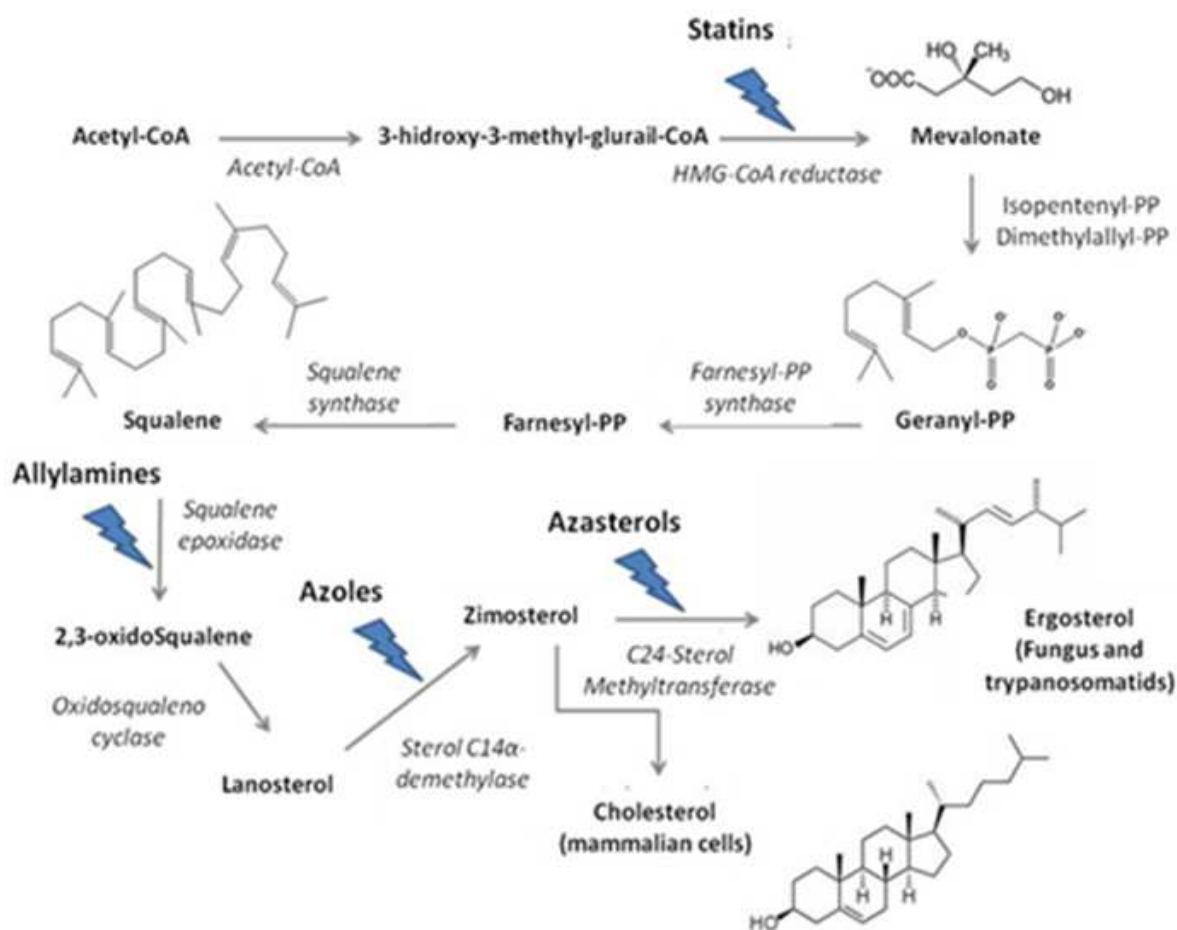 Statins
HO CH3
-OOC
OH
Acetyl-CoA
3-hidroxy-3-methyl-glurail-CoA
Mevalonate
Acetyl-CoA
HMG-CoA reductase
Isopentenyl-PP
Dimethylallyl-PP
O O- P O O- P O- O
Squalene
synthase
Farnesyl-PP
synthase
Squalene
Farnesyl-PP
Geranyl-PP
Allylamines
Squalene
epoxidase
Azasterols
Azoles
Zimosterol
H H
HO
Ergosterol
(Fungus and
trypanosomatids)
2,3-oxidoSqualene
C24-Sterol
Methyltransferase
Oxidosqualeno
cyclase
Sterol C14α-
demethylase
Lanosterol
Cholesterol
(mammalian cells)
H
H H
HO